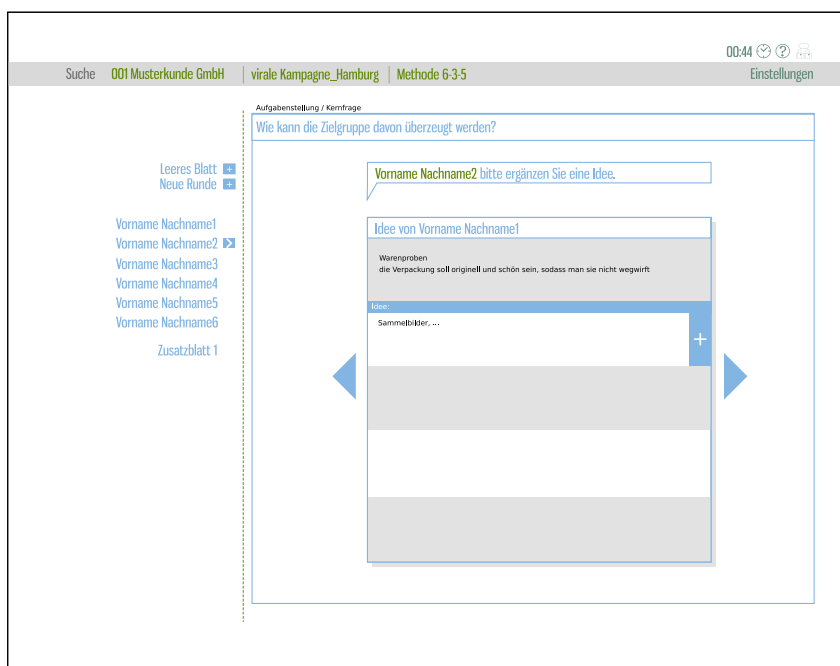 00:44
Suche 001 Musterkunde GmbH virale Kampagne_Hamburg Methode 6-3-5 Einstellungen
Aufgabenstellung / Kernfrage
Wie kann die Zielgruppe davon überzeugt werden?
Leeres Blatt +
Neue Runde +
Vorname Nachname1
Vorname Nachname2
Vorname Nachname3
Vorname Nachname4
Vorname Nachname5
Vorname Nachname6
Zusatzblatt 1
Vorname Nachname2 bitte ergänzen Sie eine Idee.
Idee von Vorname Nachname1
Warenproben
die Verpackung soll originell und schön sein, sodass man sie nicht wegwirft
Idee:
Sammelbilder, ...
+